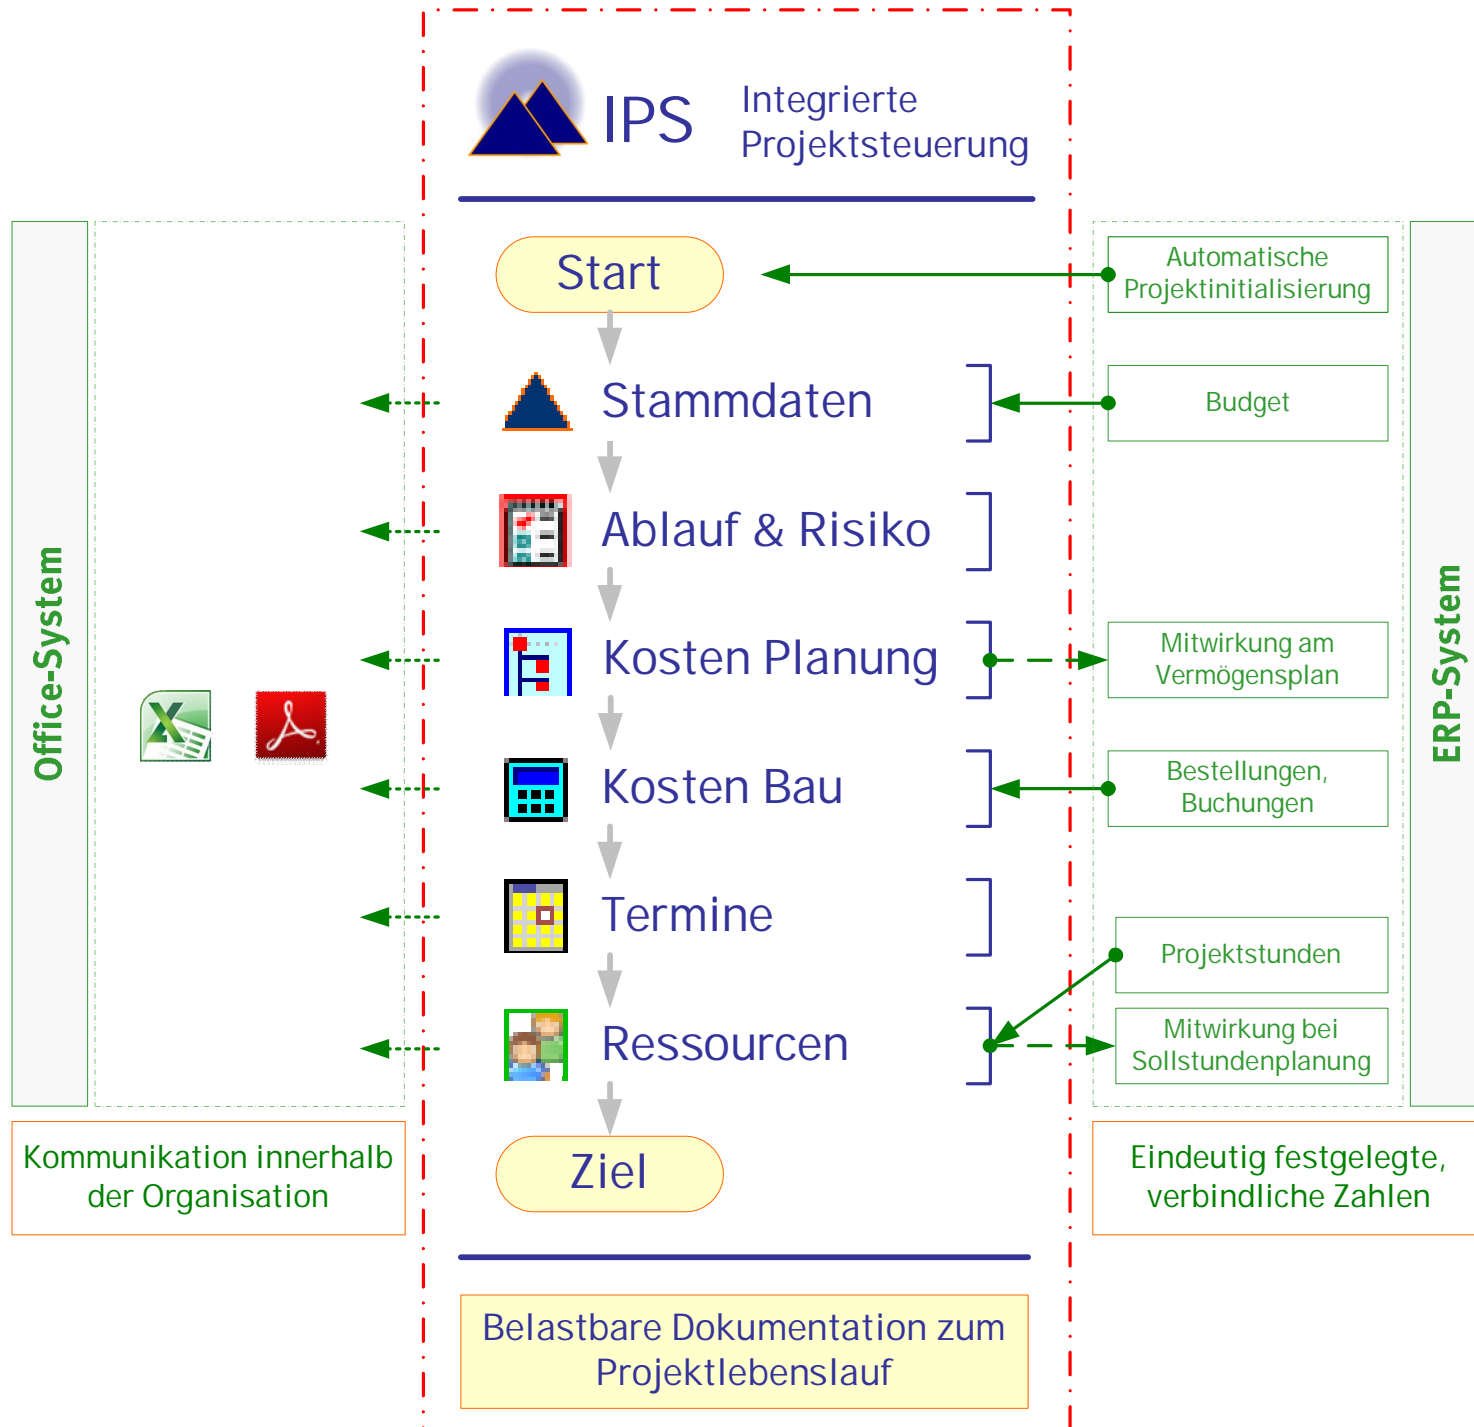 IPS
Integrierte
Projektsteuerung
Start
Automatische
Projektinitialisierung
Stammdaten
Budget
Ablauf & Risiko
Kosten Planung
Mitwirkung am
Vermögensplan
Kosten Bau
Bestellungen,
Buchungen
Termine
Projektstunden
Ressourcen
Mitwirkung bei
Sollstundenplanung
Ziel
Office-System
ERP-System
Kommunikation innerhalb
der Organisation
Eindeutig festgelegte,
verbindliche Zahlen
Belastbare Dokumentation zum
Projektlebenslauf